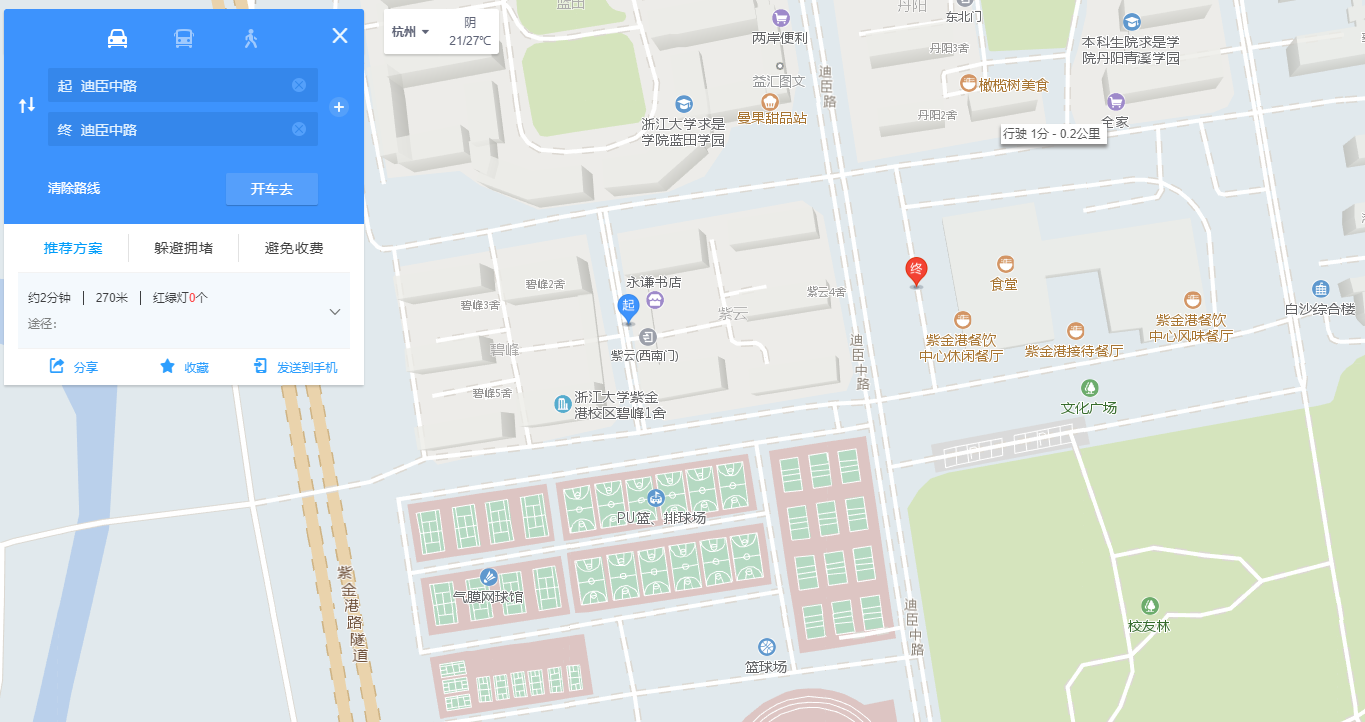 起 迪臣中路
终 迪臣中路
清除路线
开车去
推荐方案
躲避拥堵
避免收费
约2分钟 | 270米 | 红绿灯0个
途径：
分享
收藏
发送到手机
杭州
阴
21/27℃
蓝田
丹阳
东北门
两岸便利
丹阳3舍
本科生院求是学
院丹阳青溪学园
益汇图文
迪臣路
橄榄树美食
曼果甜品站
丹阳2舍
全家
浙江大学求是
学院蓝田学园
行驶 1分 - 0.2公里
终
食堂
永谦书店
碧峰2舍
碧峰3舍
起
紫云
紫云4舍
白沙综合楼
紫金港餐饮
中心休闲餐厅
紫金港接待餐厅
紫金港餐饮
中心风味餐厅
碧峰
紫云(西南门)
迪臣中路
碧峰5舍
浙江大学紫金
港校区碧峰1舍
文化广场
PU篮、排球场
气膜网球馆
紫金港路隧道
迪臣中路
校友林
篮球场